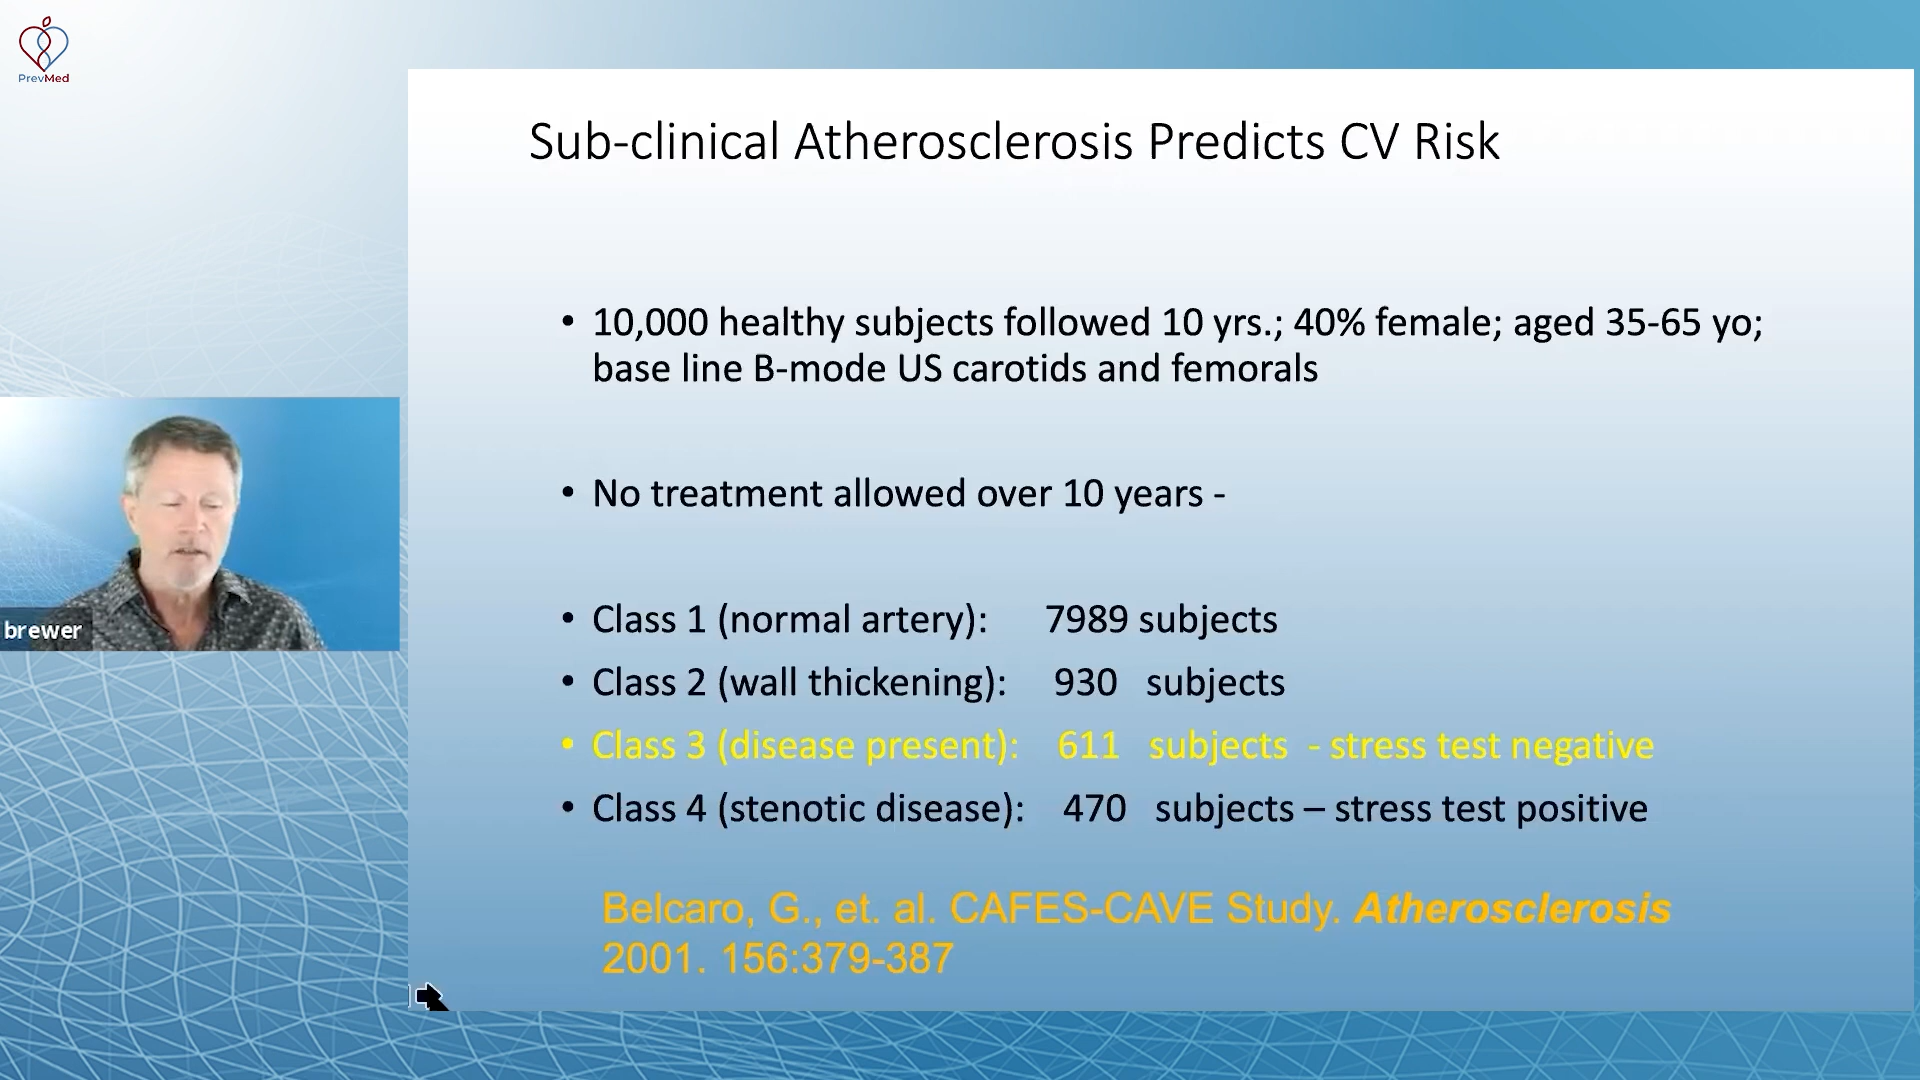 PrevMed
Sub-clinical Atherosclerosis Predicts CV Risk
• 10,000 healthy subjects followed 10 yrs.; 40% female; aged 35-65 yo;
base line B-mode US carotids and femorals
• No treatment allowed over 10 years -
• Class 1 (normal artery): 7989 subjects
• Class 2 (wall thickening): 930 subjects
• Class 3 (disease present): 611 subjects - stress test negative
• Class 4 (stenotic disease): 470 subjects – stress test positive
Belcaro, G., et. al. CAFES-CAVE Study. Atherosclerosis
2001. 156:379-387
brewer